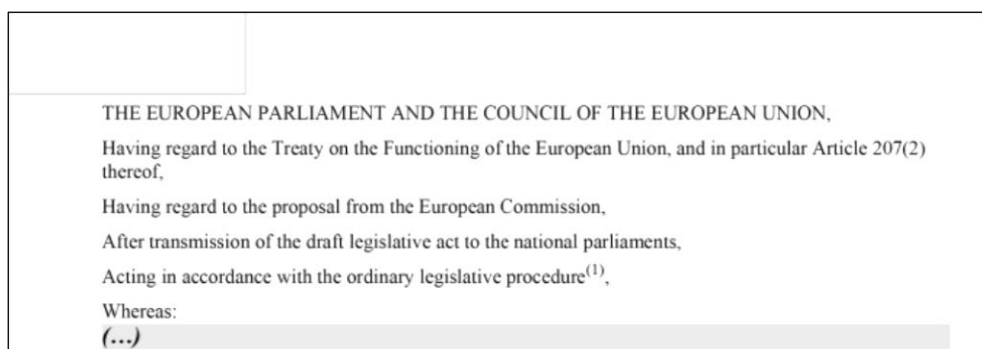 THE EUROPEAN PARLIAMENT AND THE COUNCIL OF THE EUROPEAN UNION,
Having regard to the Treaty on the Functioning of the European Union, and in particular Article 207(2)
thereof,
Having regard to the proposal from the European Commission,
After transmission of the draft legislative act to the national parliaments,
Acting in accordance with the ordinary legislative procedure(1),
Whereas:
(...)